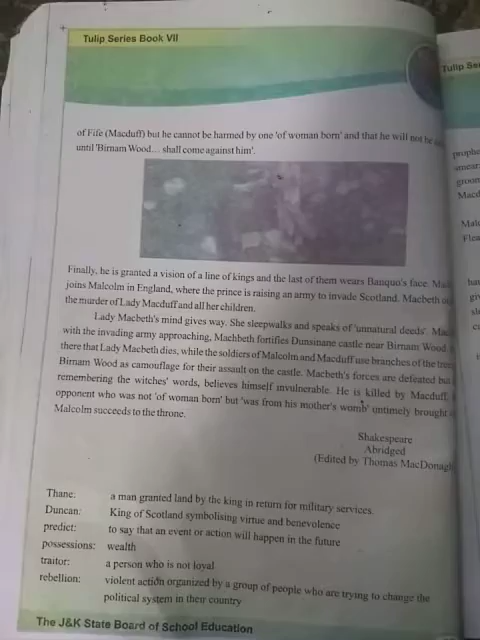 Tulip Series Book VII
of Fife (Macduff) but he cannot be harmed by one 'of woman born' and that he will not be
until 'Birnam Wood... shall come against him'.
Finally, he is granted a vision of a line of kings and the last of them wears Banquo's face.
joins Malcolm in England, where the prince is raising an army to invade Scotland. Macbeth
the murder of Lady Macduff and all her children.
Lady Macbeth's mind gives way. She sleepwalks and speaks of 'unnatural deeds'.
with the invading army approaching, Machbeth fortifies Dunsinane castle near Birnam Wood.
there that Lady Macbeth dies, while the soldiers of Malcolm and Macduff use branches of the
Birnam Wood as camouflage for their assault on the castle. Macbeth's forces are defeated but
remembering the witches' words, believes himself invulnerable. He is killed by Macduff,
opponent who was not 'of woman born' but 'was from his mother's womb' untimely brought
Malcolm succeeds to the throne.
Shakespeare
Abridged
(Edited by Thomas MacDonagh
Thane: a man granted land by the king in return for military services.
Duncan: King of Scotland symbolising virtue and benevolence
predict: to say that an event or action will happen in the future
possessions: wealth
traitor: a person who is not loyal
rebellion: violent action organized by a group of people who are trying to change the
political system in their country
The J&K State Board of School Education
Tulip